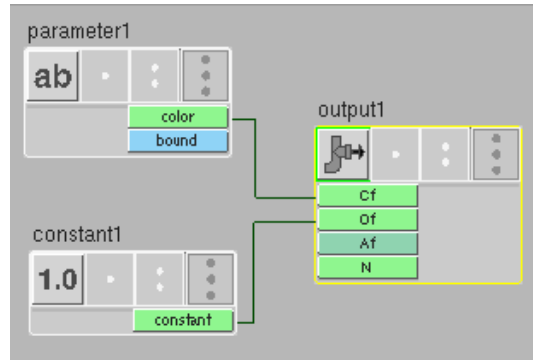 parameter1
ab
color
bound
output1
Cf
Of
Af
N
constant1
1.0
constant